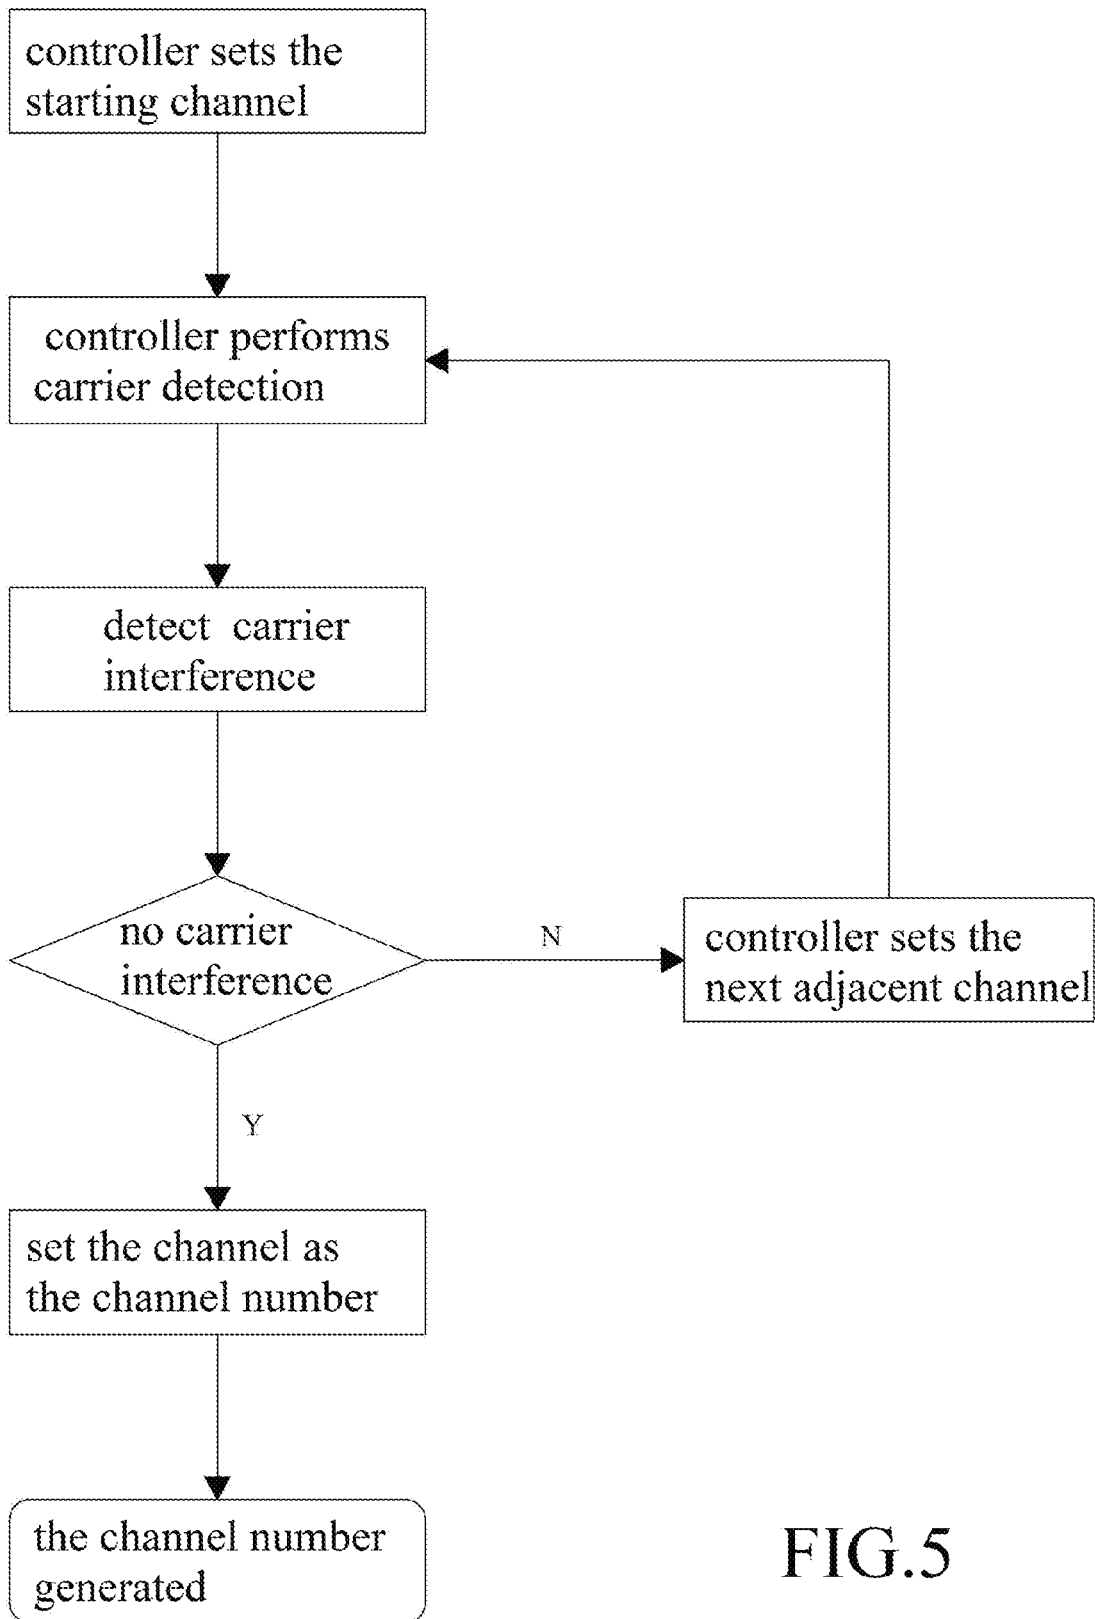 controller sets the
starting channel
controller performs
carrier detection
detect carrier
interference
no carrier
interference
N
controller sets the
next adjacent channel
Y
set the channel as
the channel number
the channel number
generated
FIG.5